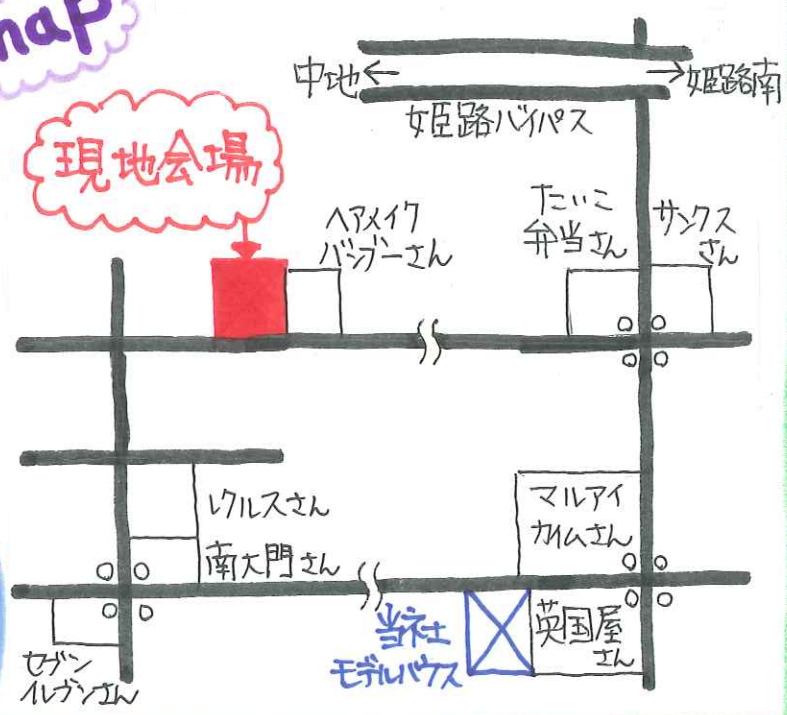 map
中地← →姫路南
姫路バイパス
現地会場
ヘアメイク
バンブーさん
たいこ
弁当さん
サンクス
さん
レクルスさん
南大門さん
マルアイ
カイムさん
セブン
イレブンさん
当社
モデルハウス
英国屋
さん